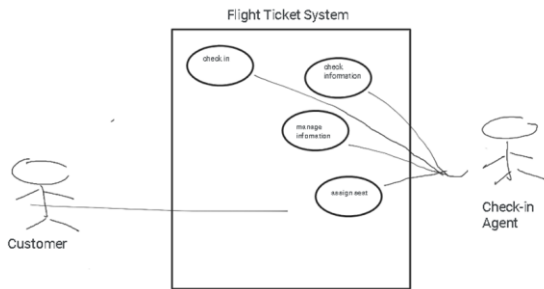 Flight Ticket System
check in
check
information
manage
infomation
assign seat
Customer
Check-in
Agent